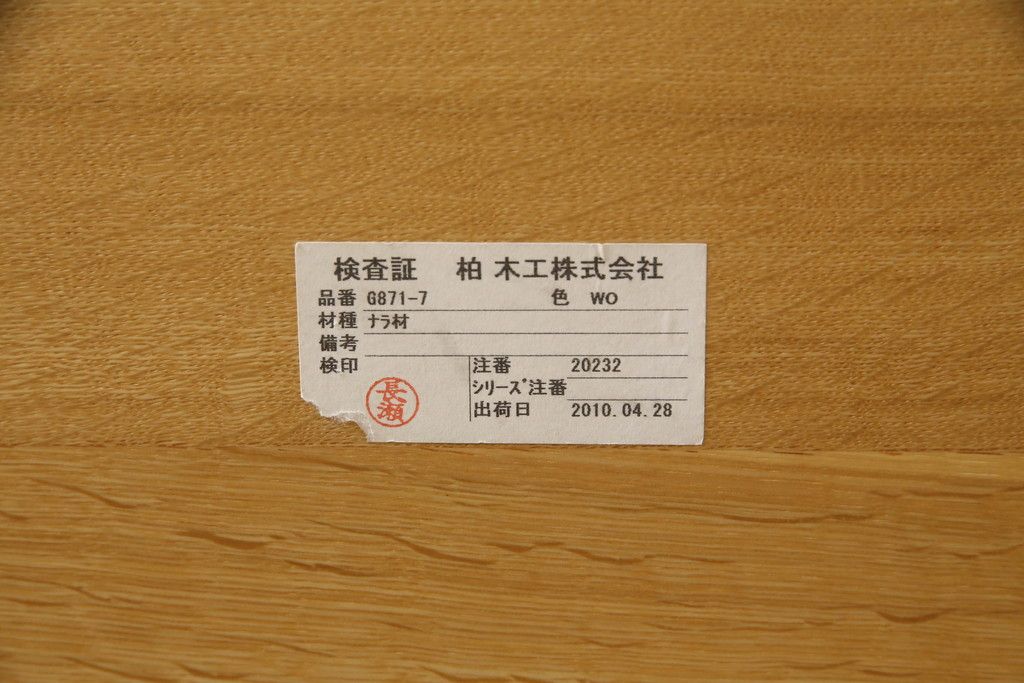 検査証 柏木工株式会社
品番 G871-7 色 WO
材種 ナラ材
備考
検印 注番 20232
シリーズ注番
長瀬 出荷日 2010.04.28